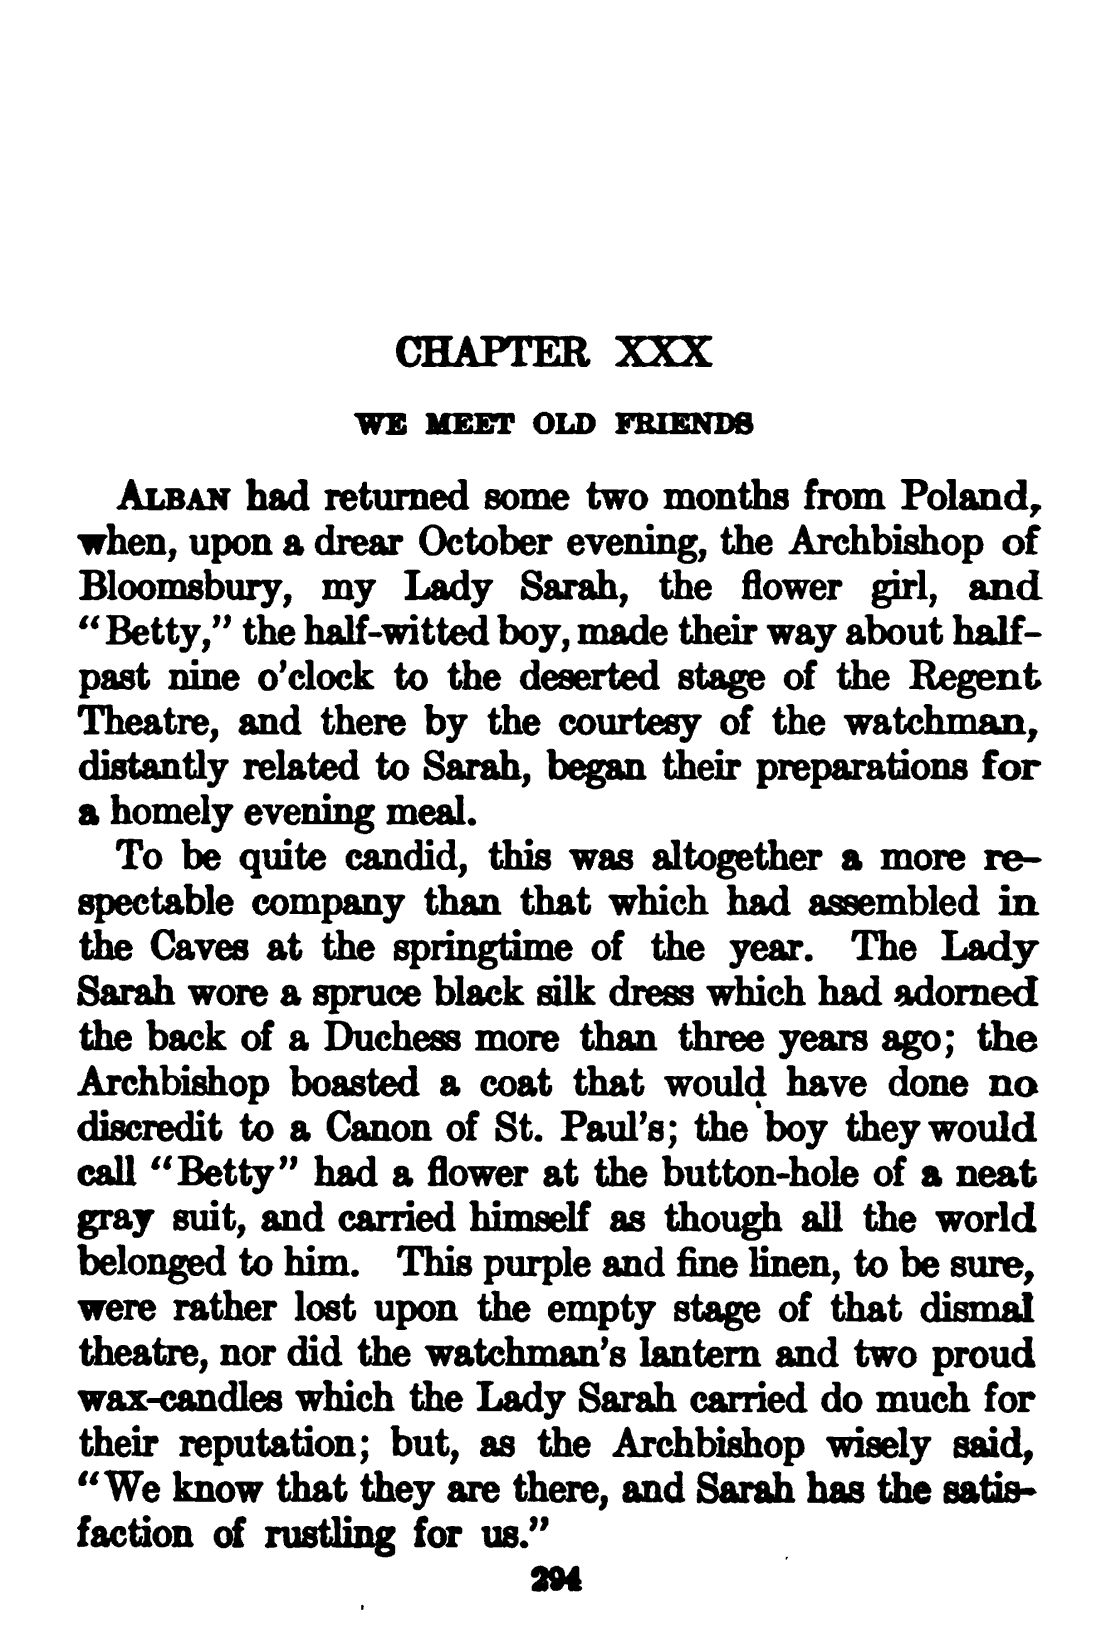 CHAPTER XXX
WE MEET OLD FRIENDS
ALBAN had returned some two months from Poland,
when, upon a drear October evening, the Archbishop of
Bloomsbury, my Lady Sarah, the flower girl, and
"Betty," the half-witted boy, made their way about half-
past nine o'clock to the deserted stage of the Regent
Theatre, and there by the courtesy of the watchman,
distantly related to Sarah, began their preparations for
a homely evening meal.
To be quite candid, this was altogether a more re-
spectable company than that which had assembled in
the Caves at the springtime of the year. The Lady
Sarah wore a spruce black silk dress which had adorned
the back of a Duchess more than three years ago; the
Archbishop boasted a coat that would have done no
discredit to a Canon of St. Paul's; the boy they would
call "Betty" had a flower at the button-hole of a neat
gray suit, and carried himself as though all the world
belonged to him. This purple and fine linen, to be sure,
were rather lost upon the empty stage of that dismal
theatre, nor did the watchman's lantern and two proud
wax-candles which the Lady Sarah carried do much for
their reputation; but, as the Archbishop wisely said,
"We know that they are there, and Sarah has the satis-
faction of rustling for us."
294